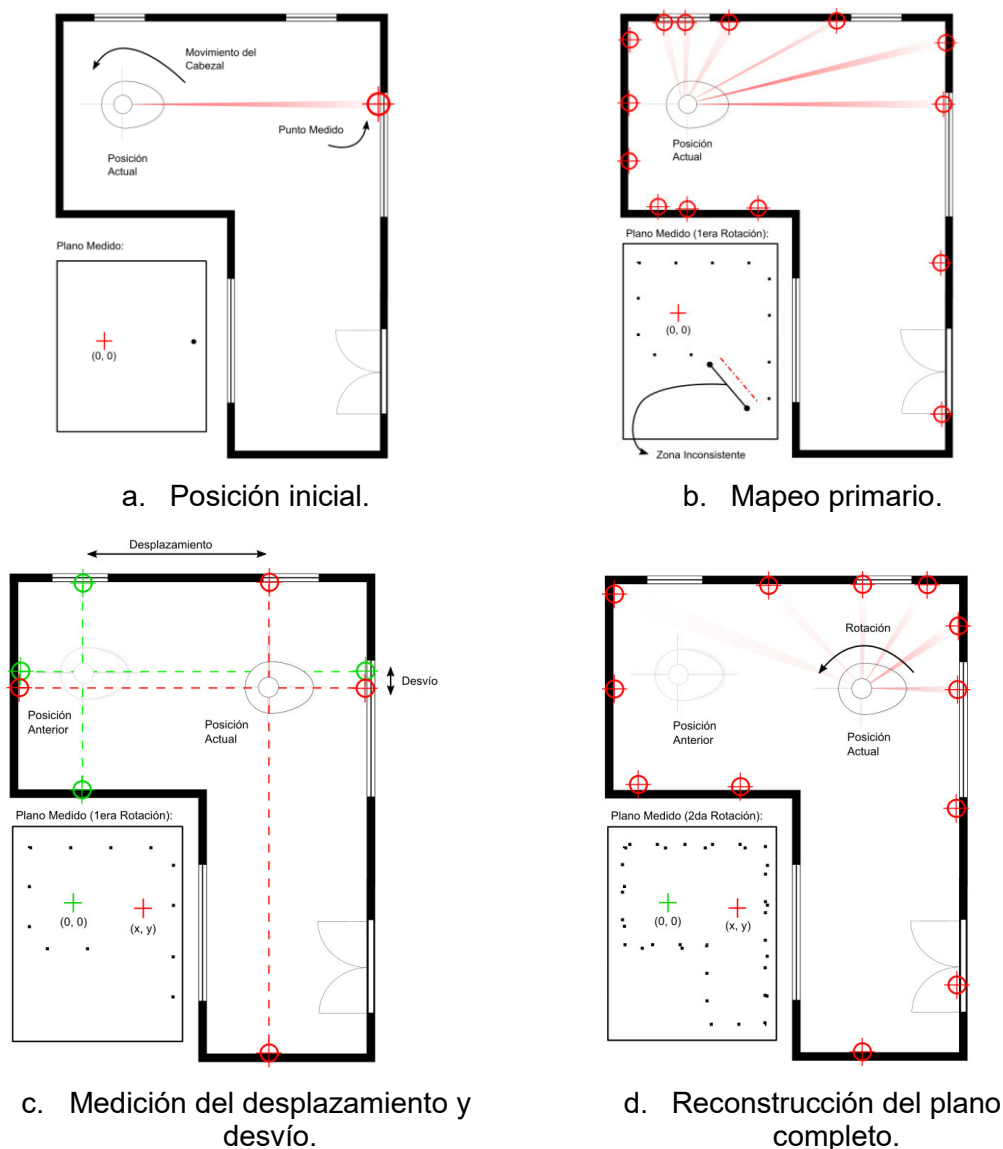 Movimiento del
Cabezal
Punto Medido
Posición
Actual
Plano Medido:
(0, 0)
a. Posición inicial.
Posición
Actual
Plano Medido (1era Rotación):
(0, 0)
Zona Inconsistente
b. Mapeo primario.
Desplazamiento
Desvío
Posición
Anterior
Posición
Actual
Plano Medido (1era Rotación):
(0, 0)
(x, y)
c. Medición del desplazamiento y
desvío.
Rotación
Posición
Anterior
Posición
Actual
Plano Medido (2da Rotación):
(0, 0)
(x, y)
d. Reconstrucción del plano
completo.